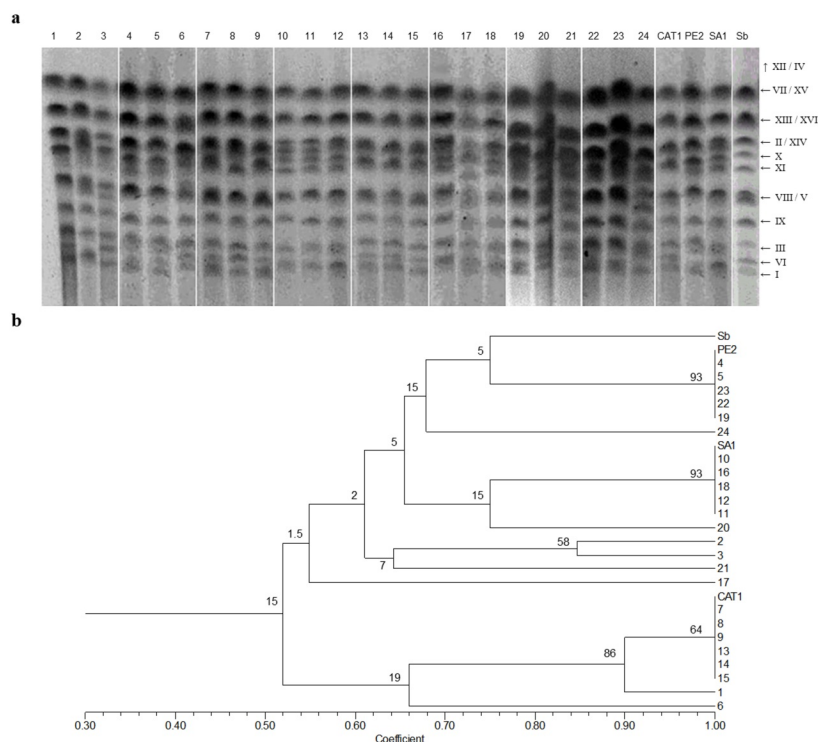 a
1 2 3 4 5 6 7 8 9 10 11 12 13 14 15 16 17 18 19 20 21 22 23 24 CAT1 PE2 SA1 Sb
↑ XII / IV
← VII / XV
← XIII / XVI
← II / XIV
← X
← XI
← VIII / V
← IX
← III
← VI
← I
b
Sb
5
PE2
4
93
5
15
23
22
19
24
5
SA1
10
93
16
2
18
15
12
11
1.5
20
58
2
3
7
21
15
17
CAT1
7
8
64
9
86
13
14
19
15
1
6
0.30 0.40 0.50 0.60 0.70 0.80 0.90 1.00
Coefficient